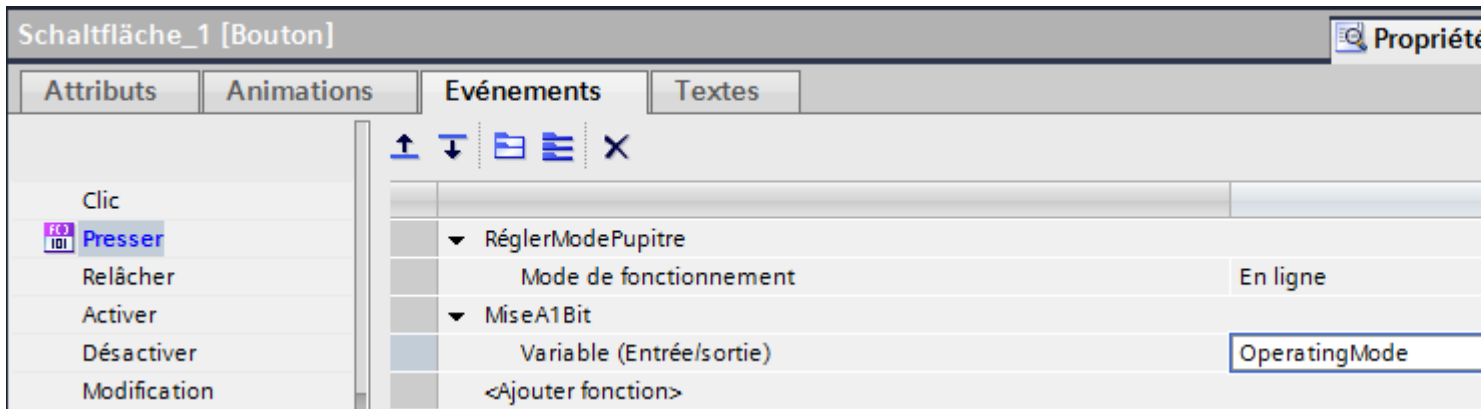 Schaltfläche_1 [Bouton]
Propriété
Attributs Animations Evénements Textes
Clic
Presser
Relâcher
Activer
Désactiver
Modification
RéglerModePupitre
Mode de fonctionnement En ligne
MiseA1Bit
Variable (Entrée/sortie) OperatingMode
<Ajouter fonction>